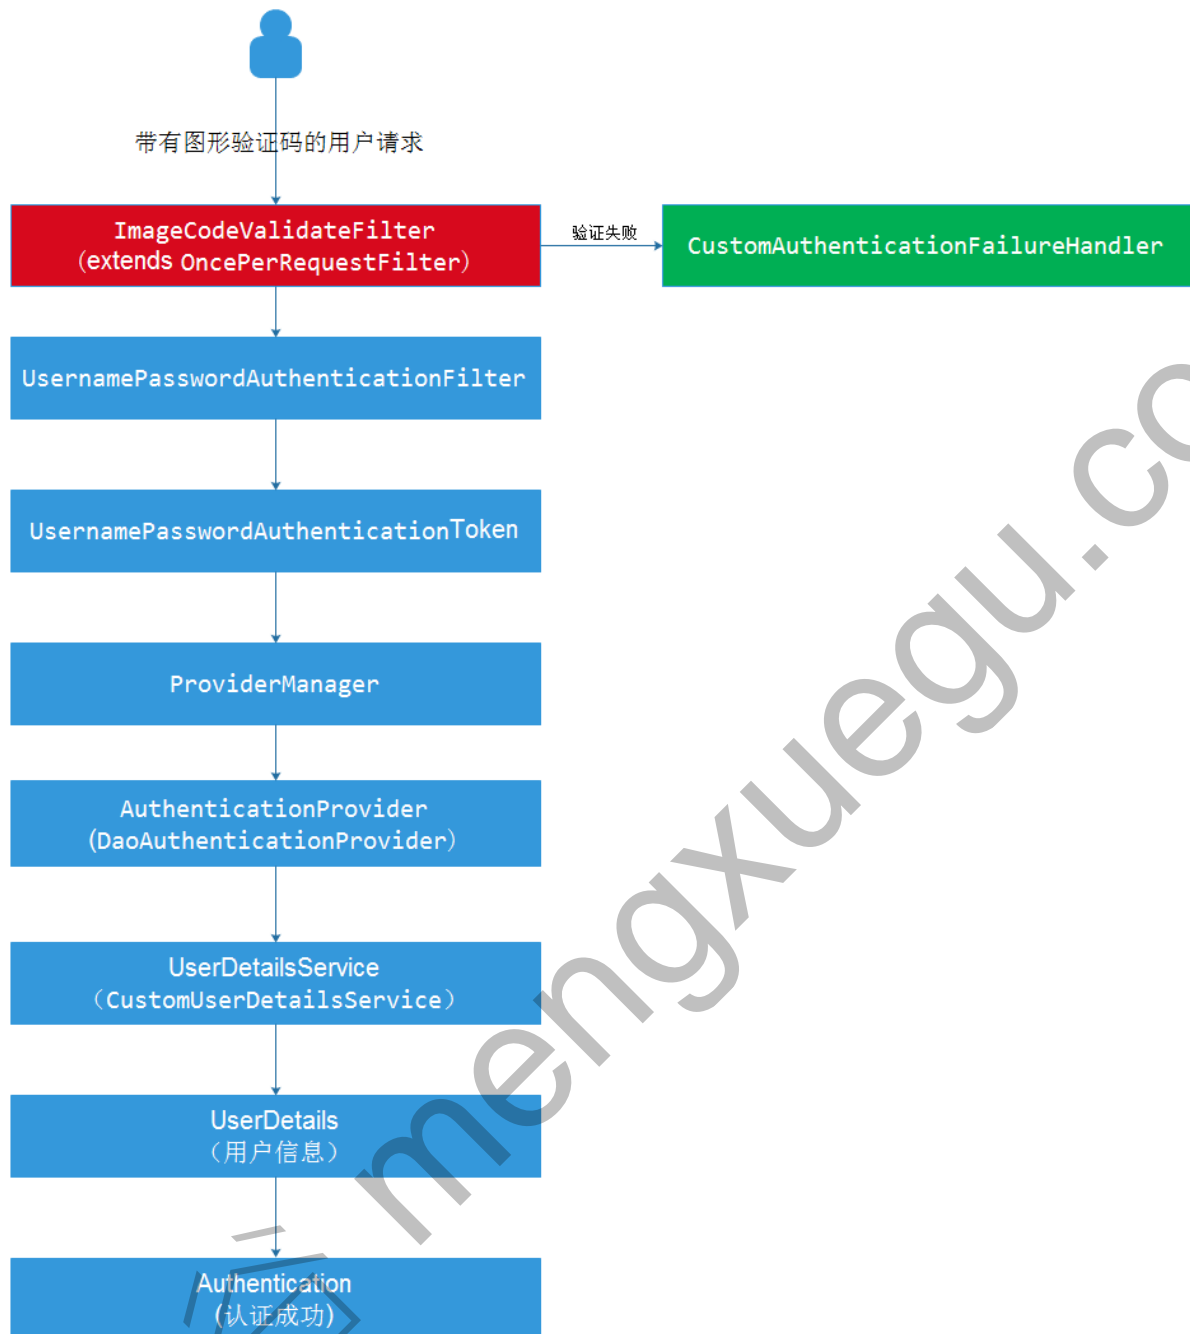 带有图形验证码的用户请求
ImageCodeValidateFilter
（extends OncePerRequestFilter）
验证失败
CustomAuthenticationFailureHandler
UsernamePasswordAuthenticationFilter
UsernamePasswordAuthenticationToken
ProviderManager
AuthenticationProvider
(DaoAuthenticationProvider）
UserDetailsService
（CustomUserDetailsService）
UserDetails
（用户信息）
Authentication
(认证成功)
谷 mengxuegu.co